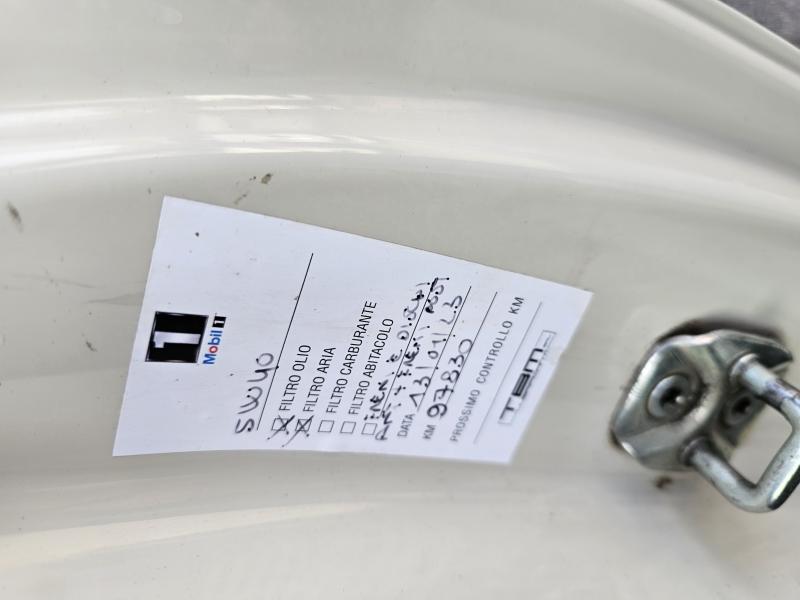 1
Mobil 1
5W40
FILTRO OLIO
FILTRO ARIA
FILTRO CARBURANTE
FILTRO ABITACOLO
DATA 13/01/23
KM 97830
PROSSIMO CONTROLLO KM